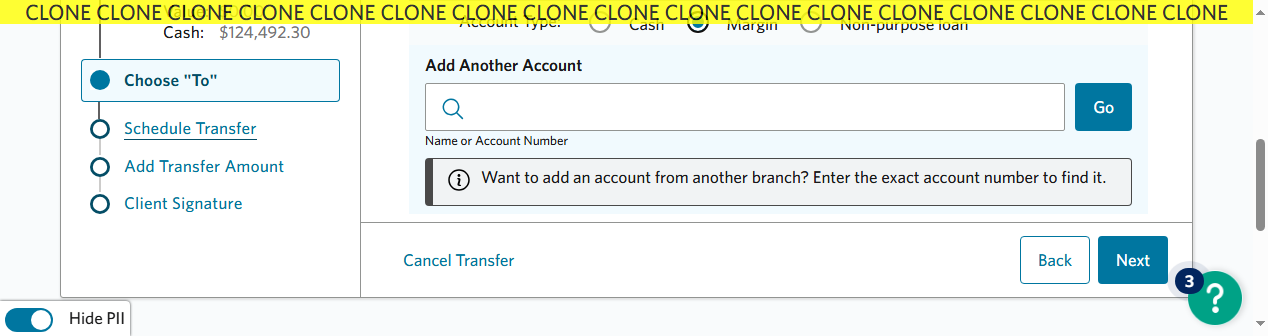 CLONE CLONE CLONE CLONE CLONE CLONE CLONE CLONE CLONE CLONE CLONE CLONE CLONE CLONE CLONE CLONE CLONE
Cash: $124,492.30
Account Type: Cash Margin Non-purpose loan
Choose "To"
Schedule Transfer
Add Transfer Amount
Client Signature
Add Another Account
Go
Name or Account Number
Want to add an account from another branch? Enter the exact account number to find it.
Cancel Transfer
Back
Next
3
?
Hide PII